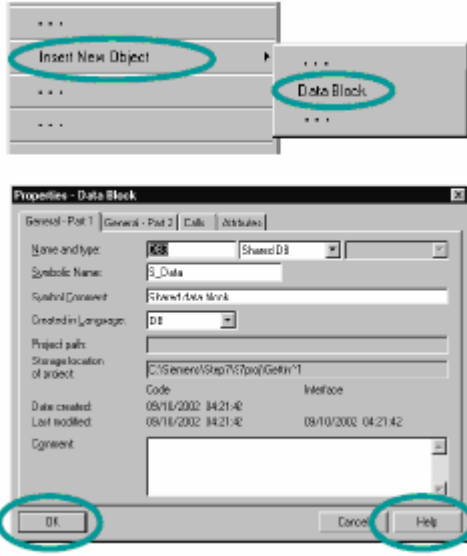 ...
Insert New Object
...
Data Block
...
...
...
Properties - Data Block
General - Part 1 General - Part 2 Calls Attributes
Name and type: DB3 Shared DB
Symbolic Name: S_Data
Symbol Comment: Shared data block
Created in Language: DB
Project path:
Storage location
of project: C:\Siemens\Step7\S7proj\Gettin~1
Code Interface
Date created: 09/10/2002 04:21:42
Last modified: 09/10/2002 04:21:42 09/10/2002 04:21:42
Comment:
OK Cancel Help